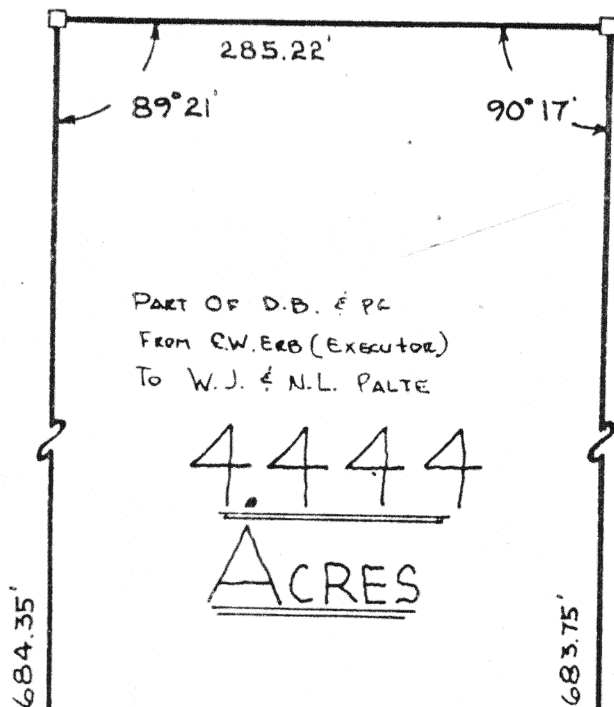 285.22'
89°21'
90°17'
PART OF D.B. & PG
FROM C.W. ERB (EXECUTOR)
TO W.J. & N.L. PALTE
4.444
ACRES
684.35'
683.75'